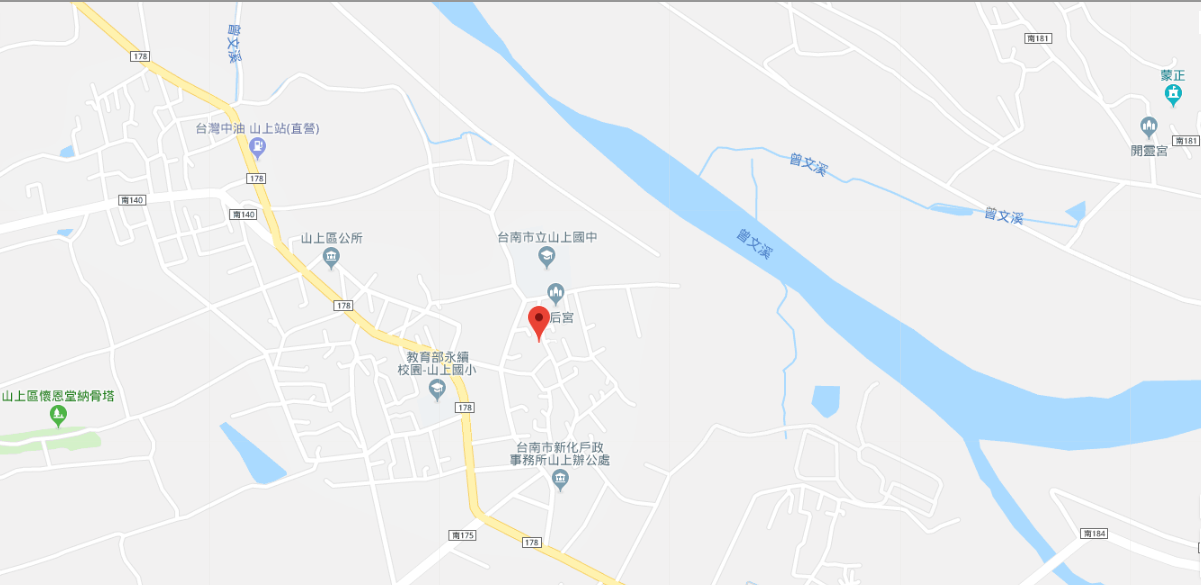 曾文溪
178
南181
蒙正
台灣中油 山上站(直營)
開靈宮
南181
曾文溪
178
南140
南140
曾文溪
山上區公所
台南市立山上國中
曾文溪
178
后宮
教育部永續
校園-山上國小
山上區懷恩堂納骨塔
178
台南市新化戶政
事務所山上辦公處
南175
178
南184